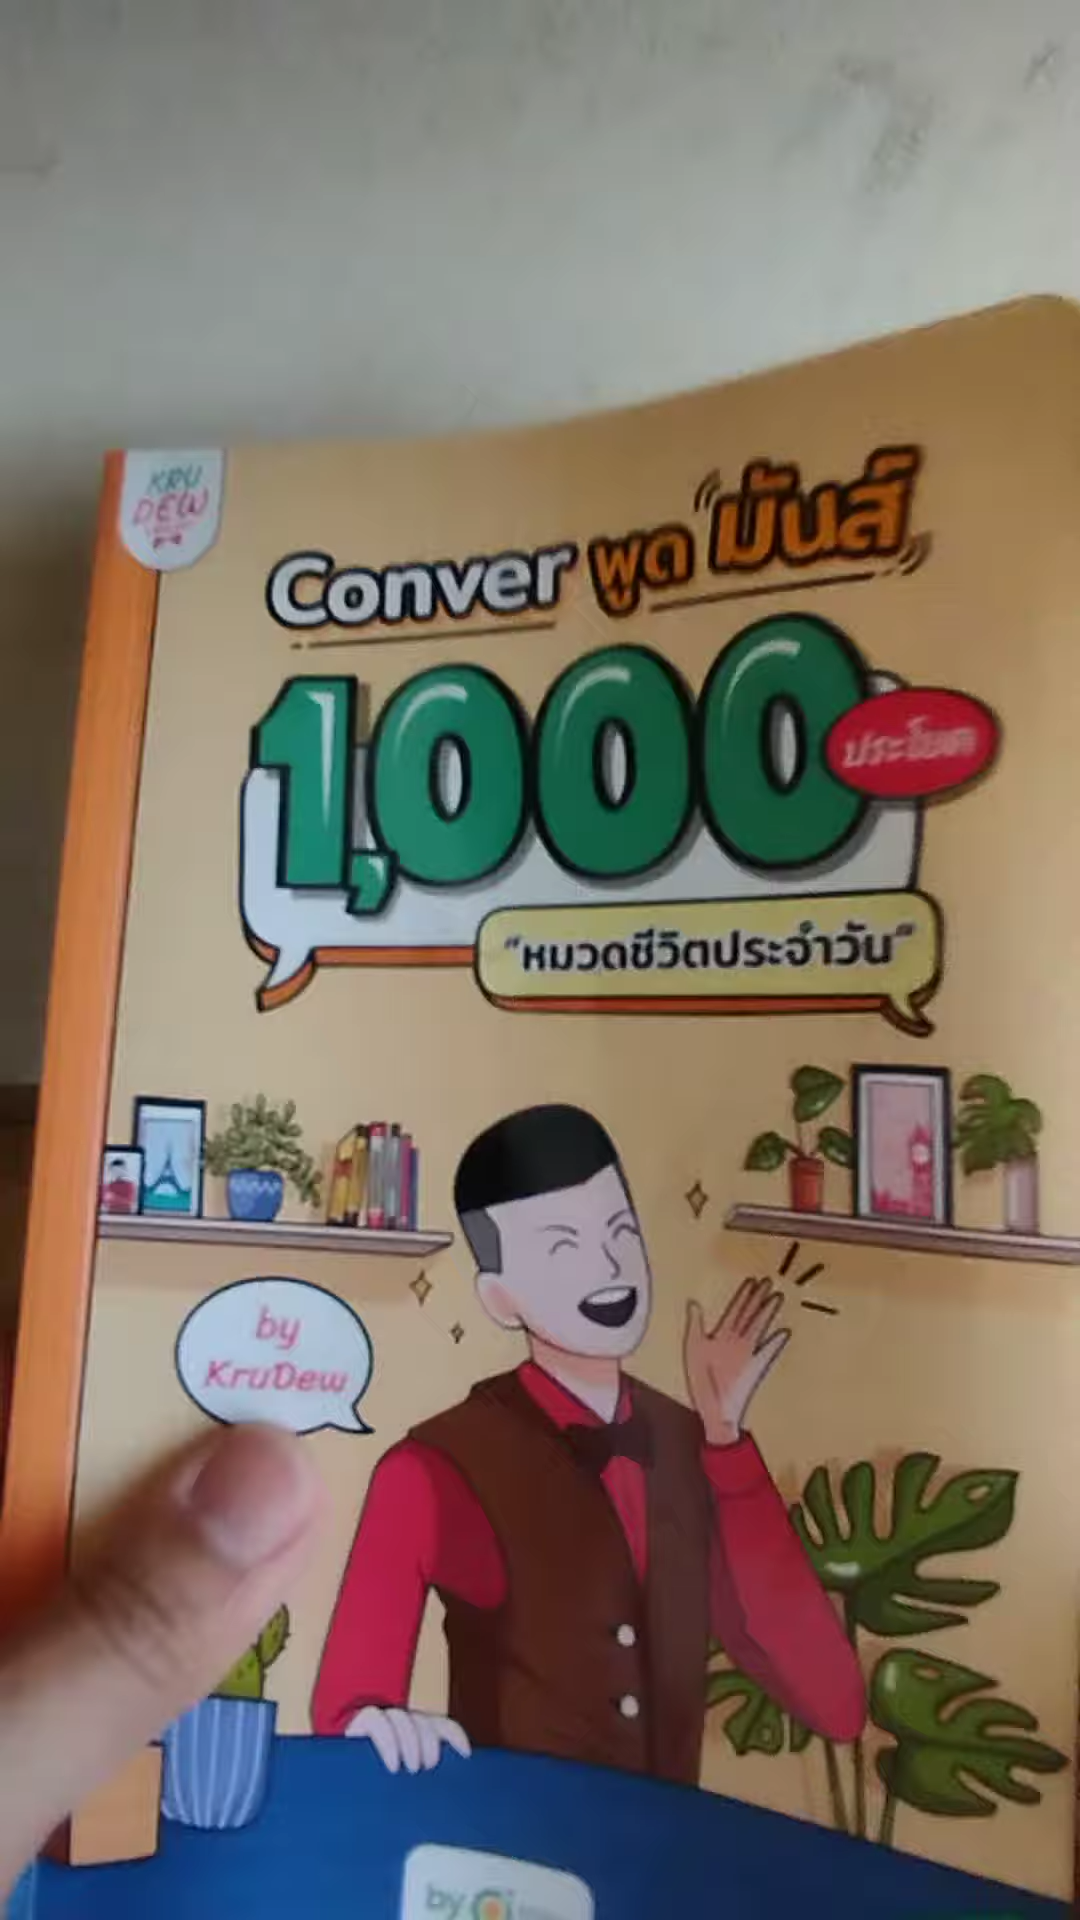 KRU
DEW
Conver พูด มันส์
1,000
ประโยค
"หมวดชีวิตประจำวัน"
by
KruDew
by